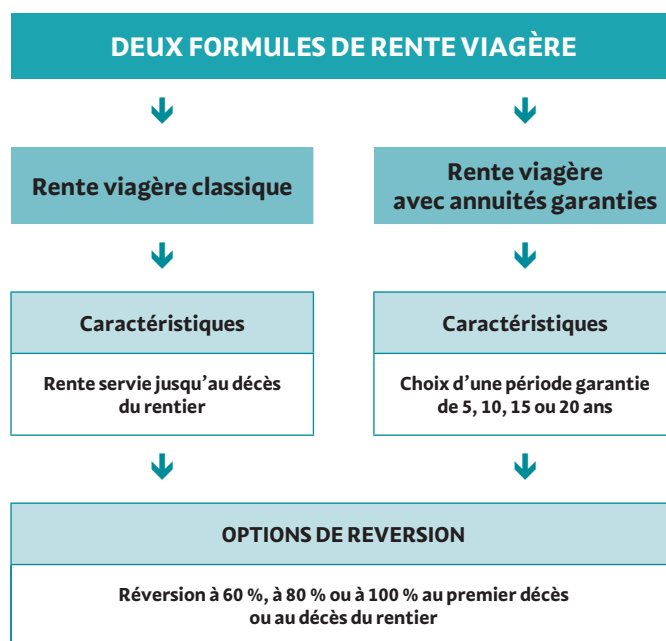 DEUX FORMULES DE RENTE VIAGÈRE
Rente viagère classique
Rente viagère
avec annuités garanties
Caractéristiques
Rente servie jusqu'au décès
du rentier
Caractéristiques
Choix d'une période garantie
de 5, 10, 15 ou 20 ans
OPTIONS DE REVERSION
Réversion à 60 %, à 80 % ou à 100 % au premier décès
ou au décès du rentier